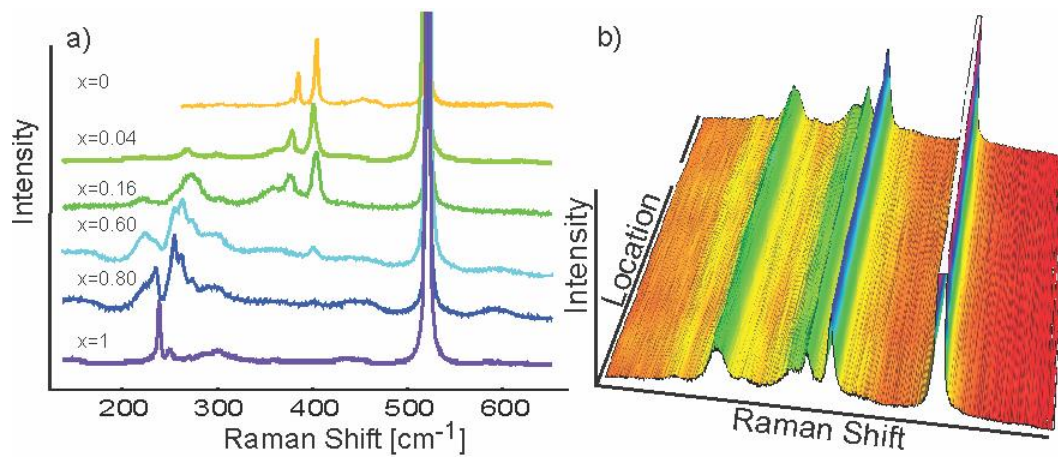 a)
x=0
x=0.04
x=0.16
x=0.60
x=0.80
x=1
Intensity
200 300 400 500 600
Raman Shift [cm⁻¹]
b)
Intensity
Location
Raman Shift